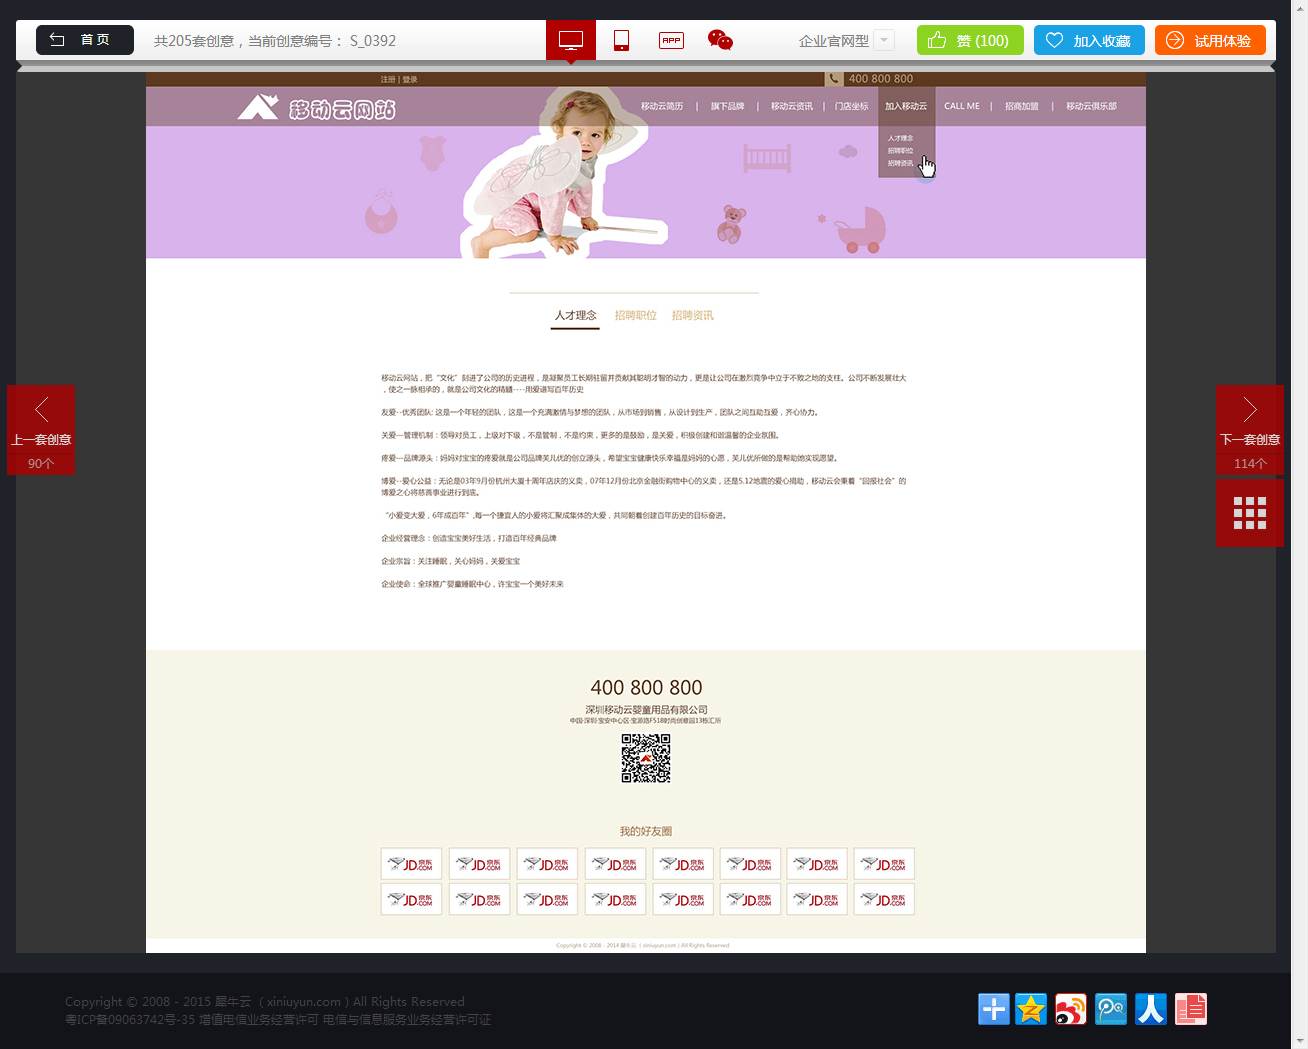 首 页
共205套创意，当前创意编号： S_0392
APP
企业官网型
赞 (100)
加入收藏
试用体验
注册 | 登录
400 800 800
移动云网站
移动云简历 | 旗下品牌 | 移动云资讯 | 门店坐标 加入移动云 CALL ME | 招商加盟 | 移动云俱乐部
人才理念
招聘职位
招聘资讯
人才理念 招聘职位 招聘资讯
移动云网站，把“文化”刻进了公司的历史进程，是凝聚员工长期驻留并贡献其聪明才智的动力，更是让公司在激烈竞争中立于不败之地的支柱。公司不断发展壮大
，使之一脉相承的，就是公司文化的精髓----用爱谱写百年历史
友爱--优秀团队: 这是一个年轻的团队，这是一个充满激情与梦想的团队，从市场到销售，从设计到生产，团队之间互助互爱，齐心协力。
关爱—管理机制：领导对员工，上级对下级，不是管制，不是约束，更多的是鼓励，是关爱，积极创建和谐温馨的企业氛围。
疼爱—品牌源头：妈妈对宝宝的疼爱就是公司品牌芙儿优的创立源头，希望宝宝健康快乐幸福是妈妈的心愿，芙儿优所做的是帮助她实现愿望。
博爱--爱心公益：无论是03年9月份杭州大厦十周年店庆的义卖，07年12月份北京金融街购物中心的义卖，还是5.12地震的爱心捐助，移动云会秉着“回报社会”的
博爱之心将慈善事业进行到底。
“小爱变大爱，6年成百年”,每一个捷宜人的小爱将汇聚成集体的大爱，共同朝着创建百年历史的目标奋进。
企业经营理念：创造宝宝美好生活，打造百年经典品牌
企业宗旨：关注睡眠，关心妈妈，关爱宝宝
企业使命：全球推广婴童睡眠中心，许宝宝一个美好未来
上一套创意
90个
下一套创意
114个
400 800 800
深圳移动云婴童用品有限公司
中国·深圳·宝安中心区·宝源路F518时尚创意园13栋汇所
我的好友圈
JD京东.COM JD京东.COM JD京东.COM JD京东.COM JD京东.COM JD京东.COM JD京东.COM JD京东.COM
JD京东.COM JD京东.COM JD京东.COM JD京东.COM JD京东.COM JD京东.COM JD京东.COM JD京东.COM
Copyright © 2008 - 2014 犀牛云 （ xiniuyun.com ) All Rights Reserved
Copyright © 2008 - 2015 犀牛云 （ xiniuyun.com ) All Rights Reserved
粤ICP备09063742号-35 增值电信业务经营许可 电信与信息服务业务经营许可证